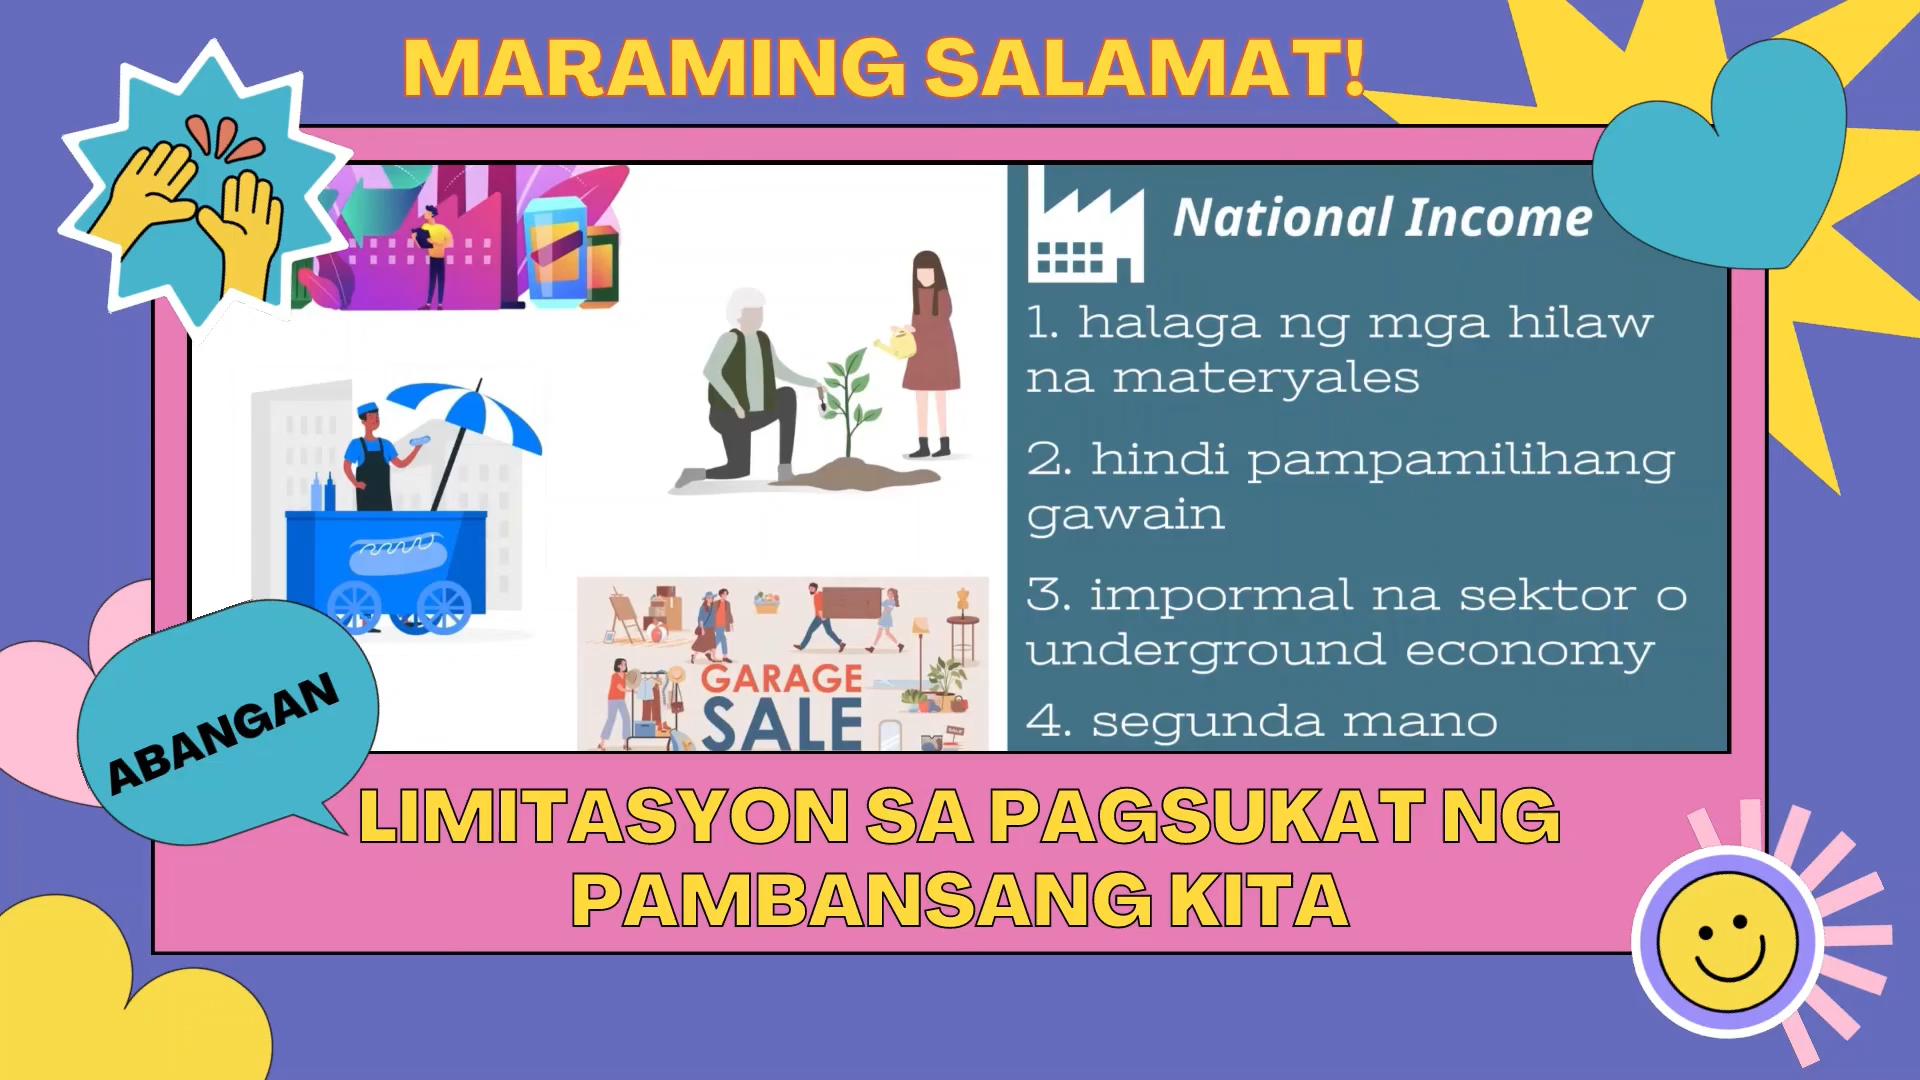 MARAMING SALAMAT!
National Income
1. halaga ng mga hilaw
na materyales
2. hindi pampamilihang
gawain
3. impormal na sektor o
underground economy
4. segunda mano
GARAGE
SALE
SALE
ABANGAN
LIMITASYON SA PAGSUKAT NG
PAMBANSANG KITA